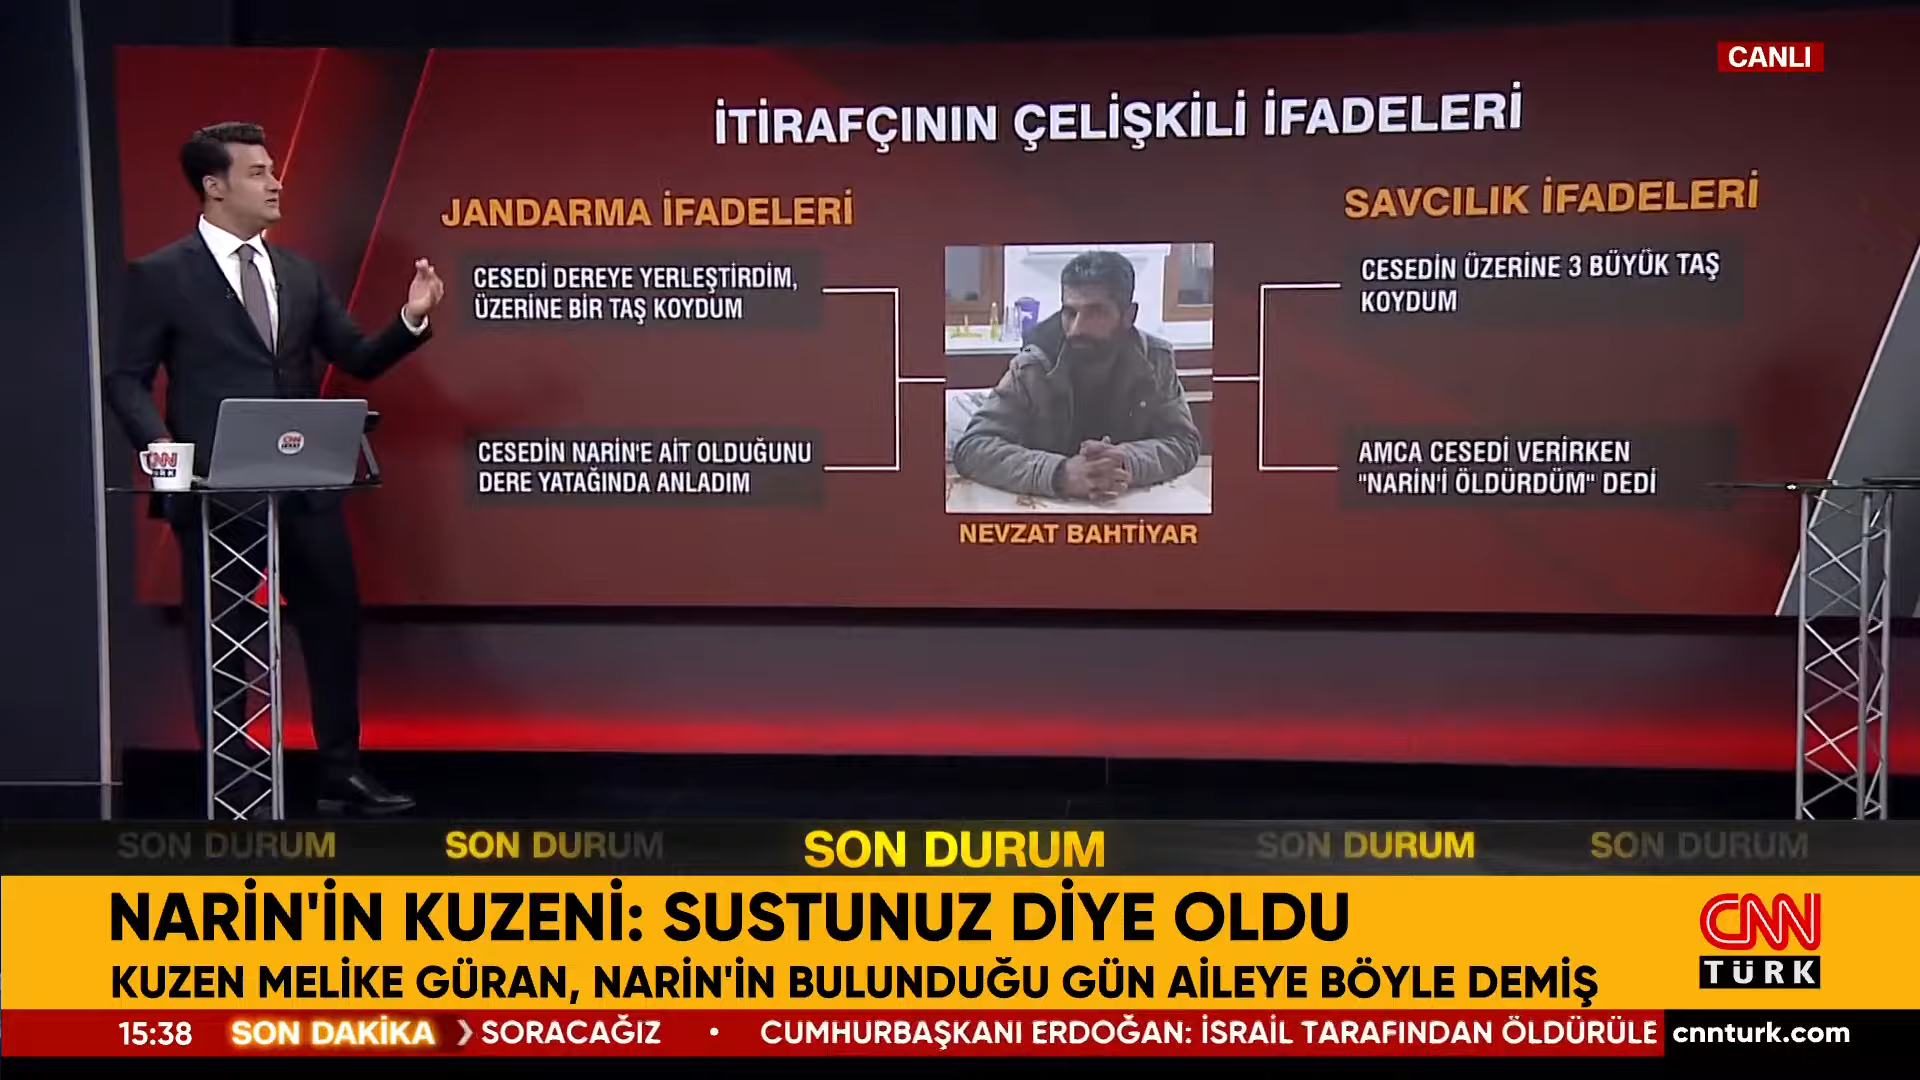 CANLI
İTİRAFÇININ ÇELİŞKİLİ İFADELERİ
JANDARMA İFADELERİ
CESEDİ DEREYE YERLEŞTİRDİM,
ÜZERİNE BİR TAŞ KOYDUM
CESEDİN NARİN'E AİT OLDUĞUNU
DERE YATAĞINDA ANLADIM
NEVZAT BAHTİYAR
SAVCILIK İFADELERİ
CESEDİN ÜZERİNE 3 BÜYÜK TAŞ
KOYDUM
AMCA CESEDİ VERİRKEN
"NARİN'İ ÖLDÜRDÜM" DEDİ
CNN
TÜRK
CNN
TÜRK
SON DURUM SON DURUM SON DURUM SON DURUM SON DURUM
NARİN'İN KUZENİ: SUSTUNUZ DİYE OLDU
KUZEN MELİKE GÜRAN, NARİN'İN BULUNDUĞU GÜN AİLEYE BÖYLE DEMİŞ
CNN
TÜRK
15:38 SON DAKİKA SORACAĞIZ • CUMHURBAŞKANI ERDOĞAN: İSRAİL TARAFINDAN ÖLDÜRÜLE cnnturk.com